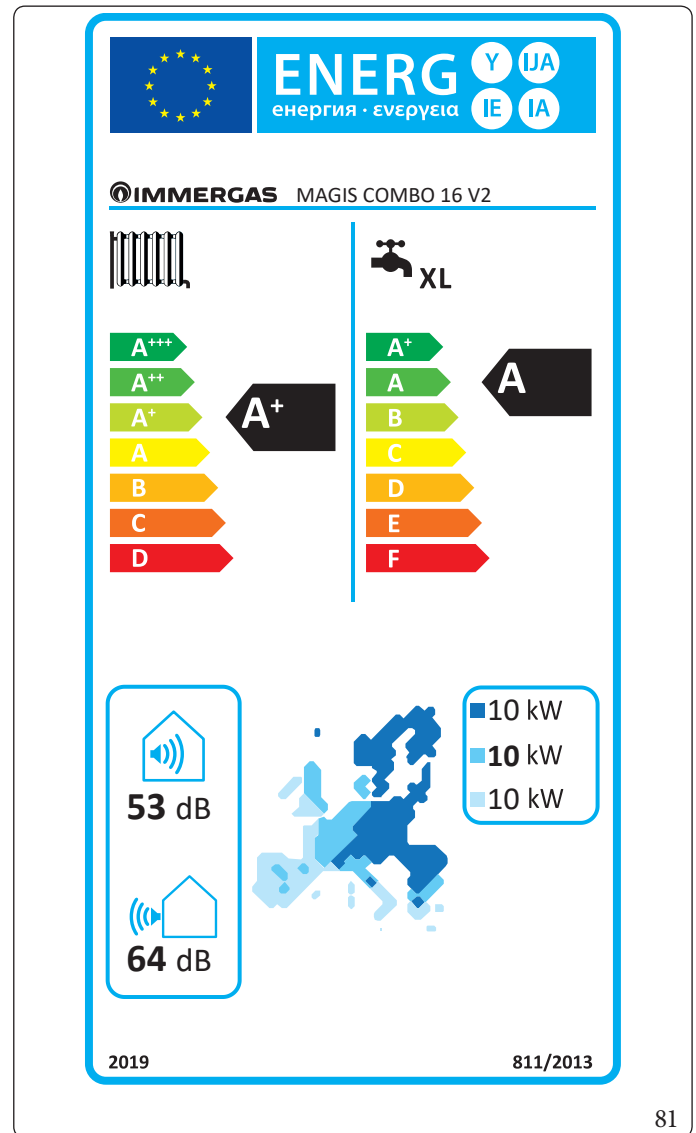 ENERG Y IJA
енергия · ενεργεια IE IA
IMMERGAS MAGIS COMBO 16 V2
XL
A+++
A++
A+
A
B
C
D
A+
A+
A
B
C
D
E
F
A
53 dB
64 dB
10 kW
10 kW
10 kW
2019
811/2013
81